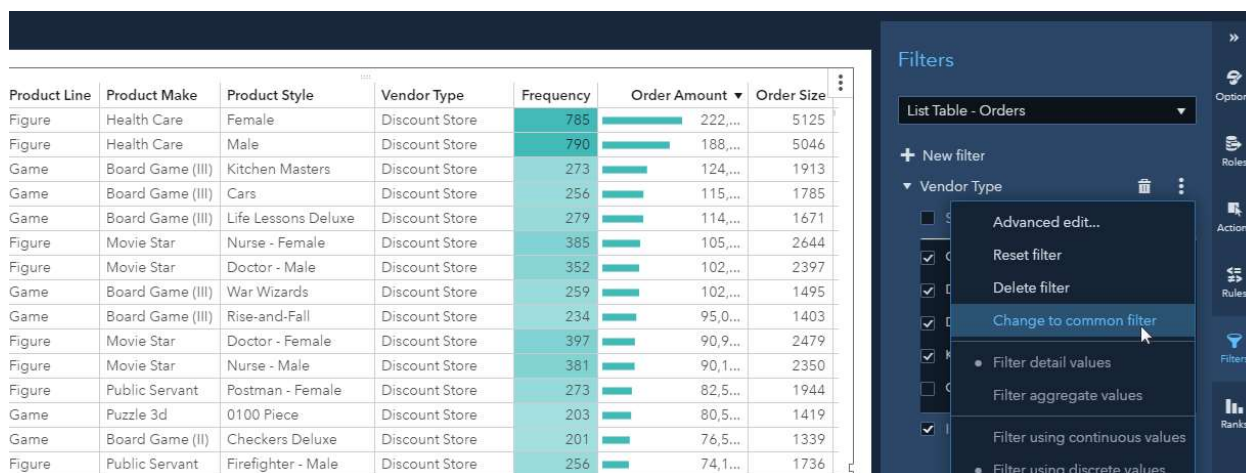 Product Line Product Make Product Style Vendor Type Frequency Order Amount ▼ Order Size
Figure Health Care Female Discount Store 785 222,... 5125
Figure Health Care Male Discount Store 790 188,... 5046
Game Board Game (III) Kitchen Masters Discount Store 273 124,... 1913
Game Board Game (III) Cars Discount Store 256 115,... 1785
Game Board Game (III) Life Lessons Deluxe Discount Store 279 114,... 1671
Figure Movie Star Nurse - Female Discount Store 385 105,... 2644
Figure Movie Star Doctor - Male Discount Store 352 102,... 2397
Game Board Game (III) War Wizards Discount Store 259 102,... 1495
Game Board Game (III) Rise-and-Fall Discount Store 234 95,0... 1403
Figure Movie Star Doctor - Female Discount Store 397 90,9... 2479
Figure Movie Star Nurse - Male Discount Store 381 90,1... 2350
Figure Public Servant Postman - Female Discount Store 273 82,5... 1944
Game Puzzle 3d 0100 Piece Discount Store 203 80,5... 1419
Game Board Game (II) Checkers Deluxe Discount Store 201 76,5... 1339
Figure Public Servant Firefighter - Male Discount Store 256 74,1... 1736
Filters
List Table - Orders
+ New filter
Vendor Type
Advanced edit...
Reset filter
Delete filter
Change to common filter
Filter detail values
Filter aggregate values
Filter using continuous values
Filter using discrete values
Option
Roles
Action
Rules
Filters
Ranks